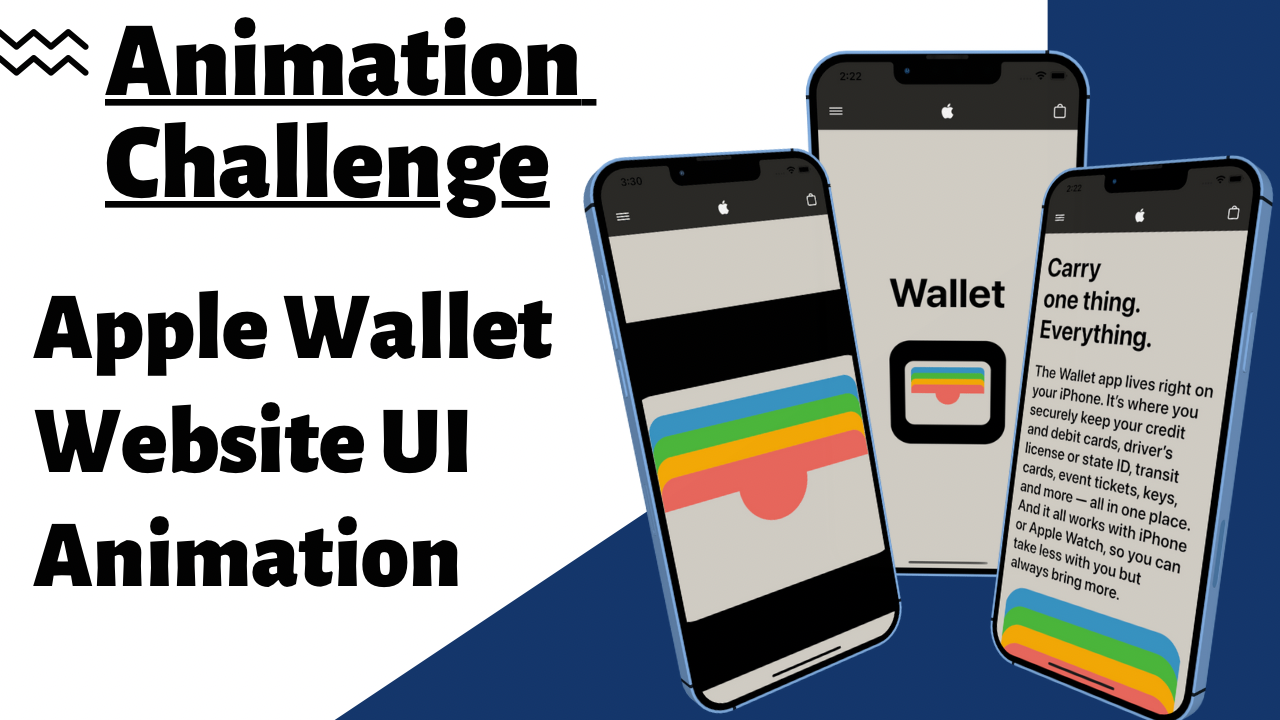 Animation
Challenge
Apple Wallet
Website UI
Animation
3:30
2:22
Wallet
2:22
Carry
one thing.
Everything.
The Wallet app lives right on
your iPhone. It's where you
securely keep your credit
and debit cards, driver's
license or state ID, transit
cards, event tickets, keys,
and more — all in one place.
And it all works with iPhone
or Apple Watch, so you can
take less with you but
always bring more.